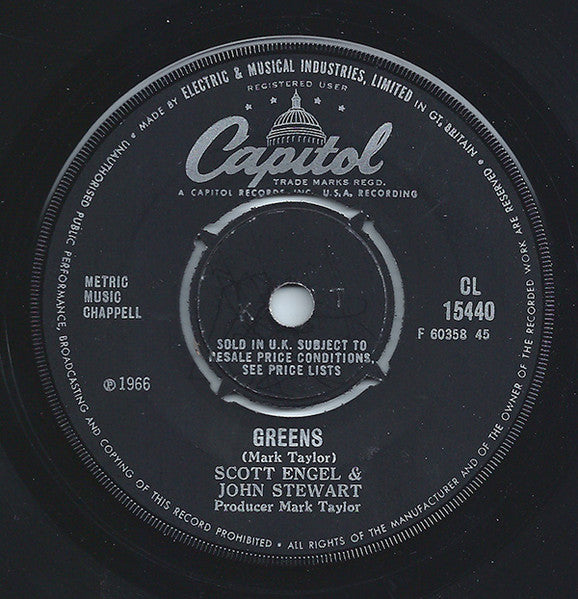 MADE BY ELECTRIC & MUSICAL INDUSTRIES, LIMITED IN GT. BRITAIN
REGISTERED USER
Capitol
TRADE MARKS REGD.
A CAPITOL RECORDS, INC. U.S.A. RECORDING
METRIC
MUSIC
CHAPPELL
CL
15440
F 60358 45
K T
SOLD IN U.K. SUBJECT TO
RESALE PRICE CONDITIONS,
SEE PRICE LISTS
℗ 1966
GREENS
(Mark Taylor)
SCOTT ENGEL &
JOHN STEWART
Producer Mark Taylor
ALL RIGHTS OF THE MANUFACTURER AND OF THE OWNER OF THE RECORDED WORK ARE RESERVED
UNAUTHORISED PUBLIC PERFORMANCE, BROADCASTING AND COPYING OF THIS RECORD PROHIBITED